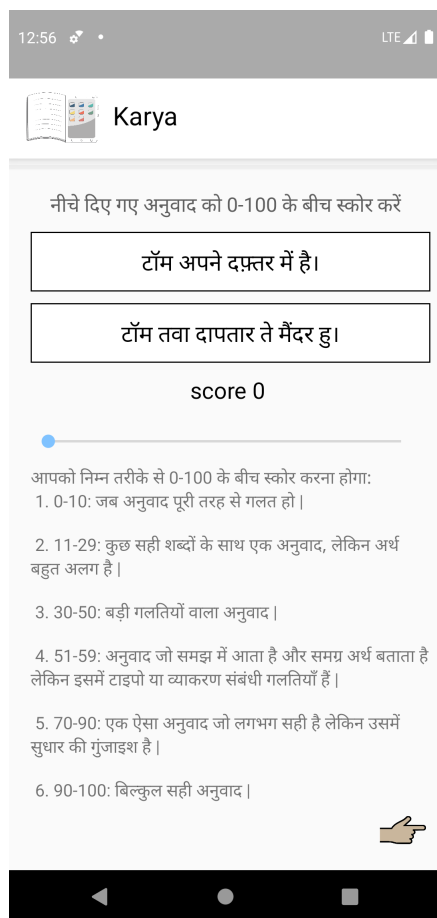 12:56
LTE
Karya
नीचे दिए गए अनुवाद को 0-100 के बीच स्कोर करें
टॉम अपने दफ़्तर में है।
टॉम तवा दापतार ते मैंदर हु।
score 0
आपको निम्न तरीके से 0-100 के बीच स्कोर करना होगा:
1. 0-10: जब अनुवाद पूरी तरह से गलत हो |
2. 11-29: कुछ सही शब्दों के साथ एक अनुवाद, लेकिन अर्थ
बहुत अलग है |
3. 30-50: बड़ी गलतियों वाला अनुवाद |
4. 51-59: अनुवाद जो समझ में आता है और समग्र अर्थ बताता है
लेकिन इसमें टाइपो या व्याकरण संबंधी गलतियाँ हैं |
5. 70-90: एक ऐसा अनुवाद जो लगभग सही है लेकिन उसमें
सुधार की गुंजाइश है |
6. 90-100: बिल्कुल सही अनुवाद |